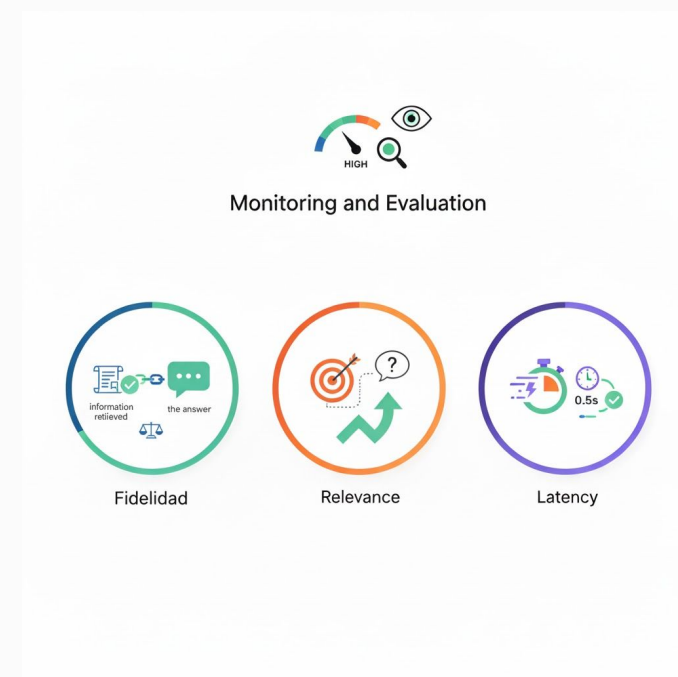 HIGH
Monitoring and Evaluation
information
retiieved
the answer
?
0.5s
Fidelidad
Relevance
Latency